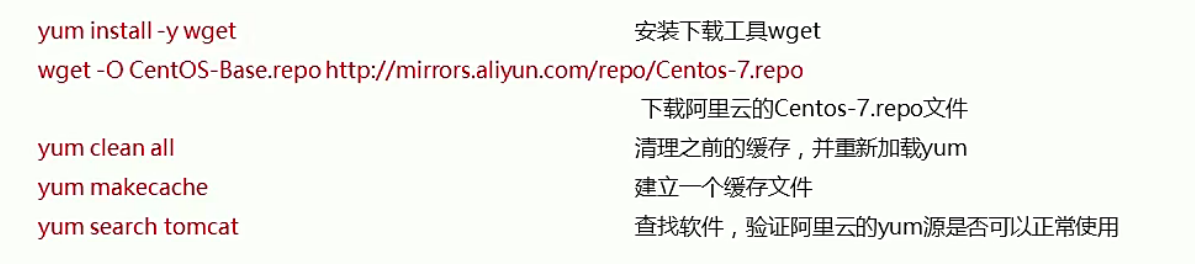 yum install -y wget 安装下载工具wget
wget -O CentOS-Base.repo http://mirrors.aliyun.com/repo/Centos-7.repo
下载阿里云的Centos-7.repo文件
yum clean all 清理之前的缓存，并重新加载yum
yum makecache 建立一个缓存文件
yum search tomcat 查找软件，验证阿里云的yum源是否可以正常使用